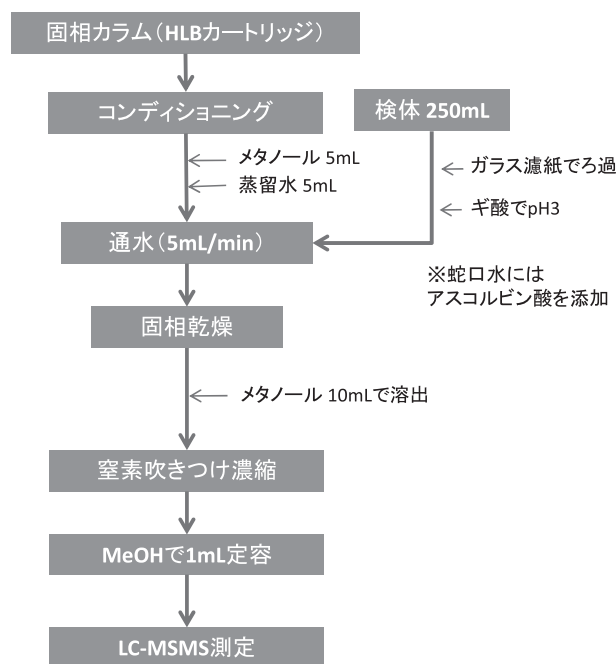 固相カラム（HLBカートリッジ）
コンディショニング
検体 250mL
メタノール 5mL
蒸留水 5mL
ガラス濾紙でろ過
ギ酸でpH3
通水（5mL/min）
※蛇口水には
アスコルビン酸を添加
固相乾燥
メタノール 10mLで溶出
窒素吹きつけ濃縮
MeOHで1mL定容
LC-MSMS測定